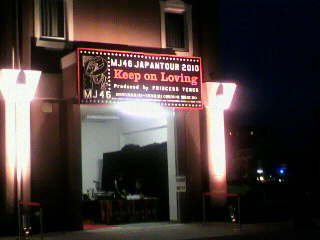 MJ46 JAPANTOUR 2010
Keep on Loving
Produced by PRINCESS TENKO
MJ46